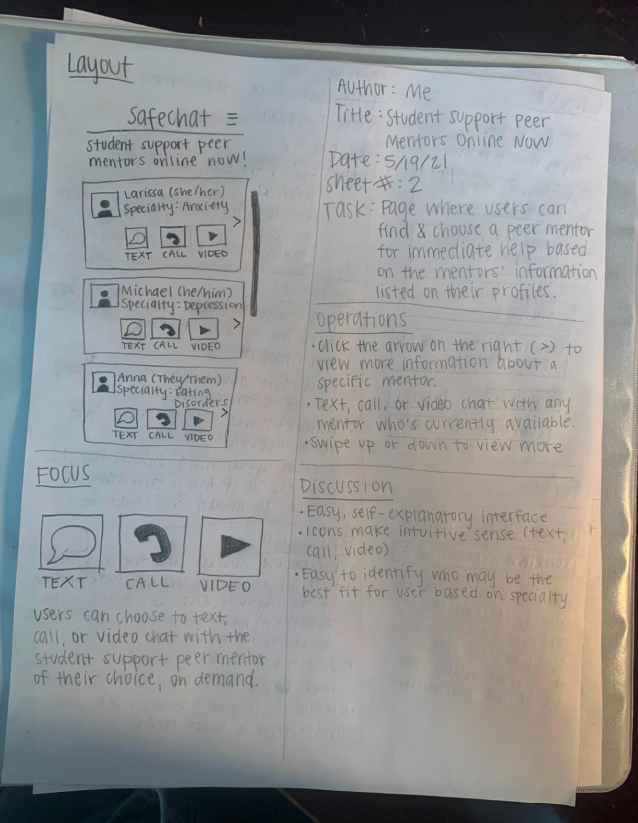 Layout
Safechat ≡
Student support peer
mentors online now!
Larissa (she/her)
Specialty: Anxiety
>
TEXT CALL VIDEO
Michael (he/him)
Specialty: Depression
>
TEXT CALL VIDEO
Anna (They/Them)
Specialty: Eating
Disorders
>
TEXT CALL VIDEO
FOCUS
TEXT CALL VIDEO
users can choose to text,
call, or video chat with the
student support peer mentor
of their choice, on demand.
Author: Me
Title: Student support Peer
Mentors Online Now
Date: 5/19/21
Sheet #: 2
Task: Page where users can
find & choose a peer mentor
for immediate help based
on the mentors' information
listed on their profiles.
Operations
• Click the arrow on the right (>) to
view more information about a
specific mentor.
• Text, call, or video chat with any
mentor who's currently available.
• Swipe up or down to view more
Discussion
• Easy, self-explanatory interface
• Icons make intuitive sense (text,
call, video)
• Easy to identify who may be the
best fit for user based on specialty